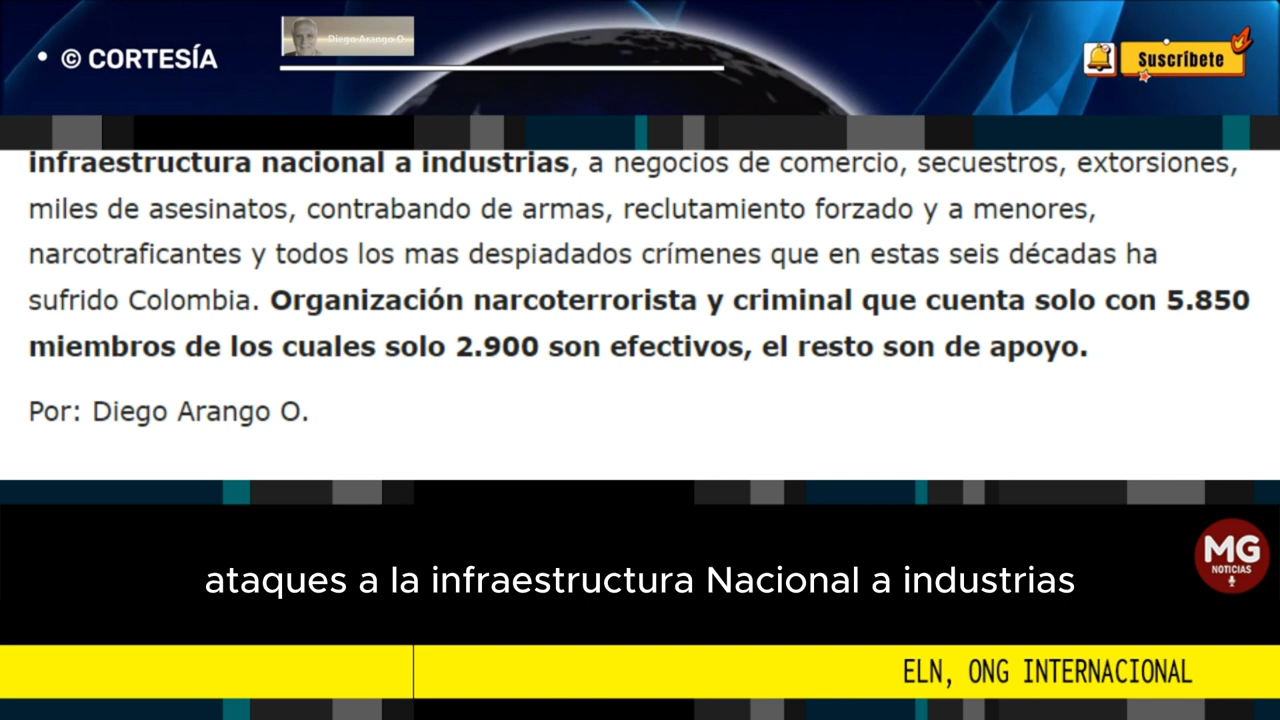 • © CORTESÍA
Diego Arango O.
Suscríbete
infraestructura nacional a industrias, a negocios de comercio, secuestros, extorsiones,
miles de asesinatos, contrabando de armas, reclutamiento forzado y a menores,
narcotraficantes y todos los mas despiadados crímenes que en estas seis décadas ha
sufrido Colombia. Organización narcoterrorista y criminal que cuenta solo con 5.850
miembros de los cuales solo 2.900 son efectivos, el resto son de apoyo.
Por: Diego Arango O.
ataques a la infraestructura Nacional a industrias
MG
NOTICIAS
ELN, ONG INTERNACIONAL